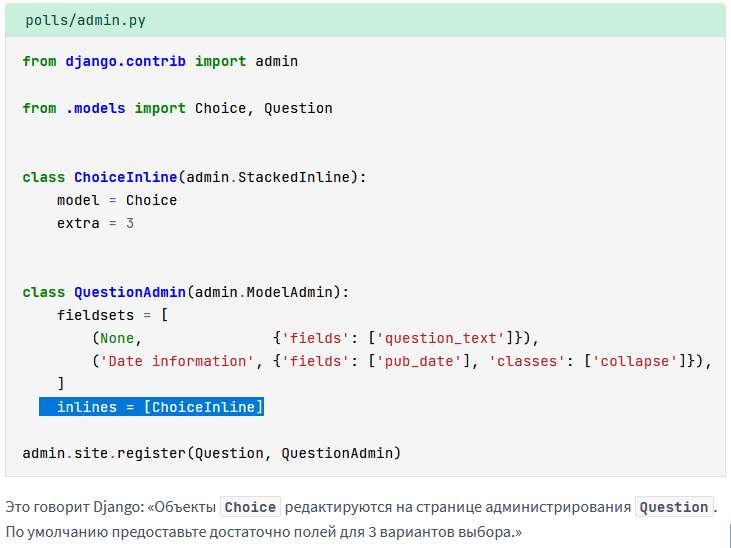 polls/admin.py
from django.contrib import admin
from .models import Choice, Question
class ChoiceInline(admin.StackedInline):
    model = Choice
    extra = 3
class QuestionAdmin(admin.ModelAdmin):
    fieldsets = [
        (None,               {'fields': ['question_text']}),
        ('Date information', {'fields': ['pub_date'], 'classes': ['collapse']}),
    ]
    inlines = [ChoiceInline]
admin.site.register(Question, QuestionAdmin)
Это говорит Django: «Объекты Choice редактируются на странице администрирования Question.
По умолчанию предоставьте достаточно полей для 3 вариантов выбора.»